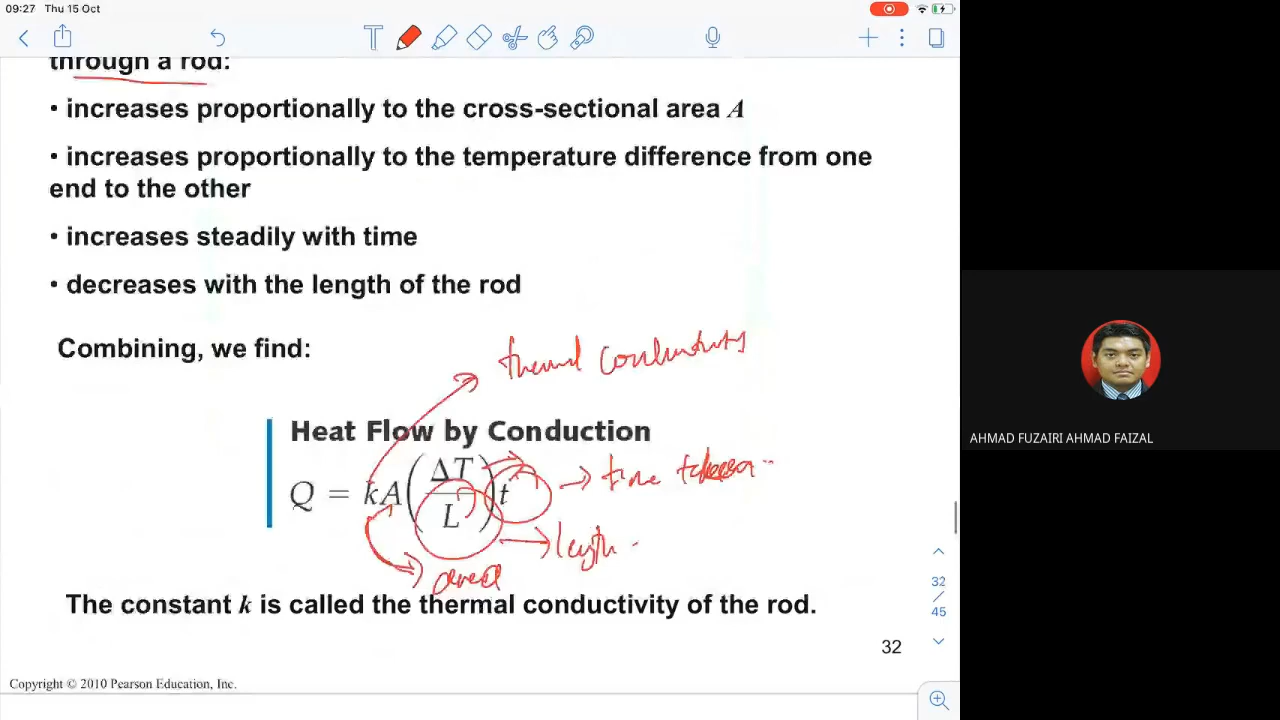 09:27 Thu 15 Oct
through a rod:
• increases proportionally to the cross-sectional area A
• increases proportionally to the temperature difference from one
end to the other
• increases steadily with time
• decreases with the length of the rod
Combining, we find:
thermal conductivity
Heat Flow by Conduction
Q = kA(ΔT/L)t
time taken
length
area
The constant k is called the thermal conductivity of the rod.
32
Copyright © 2010 Pearson Education, Inc.
32
/
45
AHMAD FUZAIRI AHMAD FAIZAL